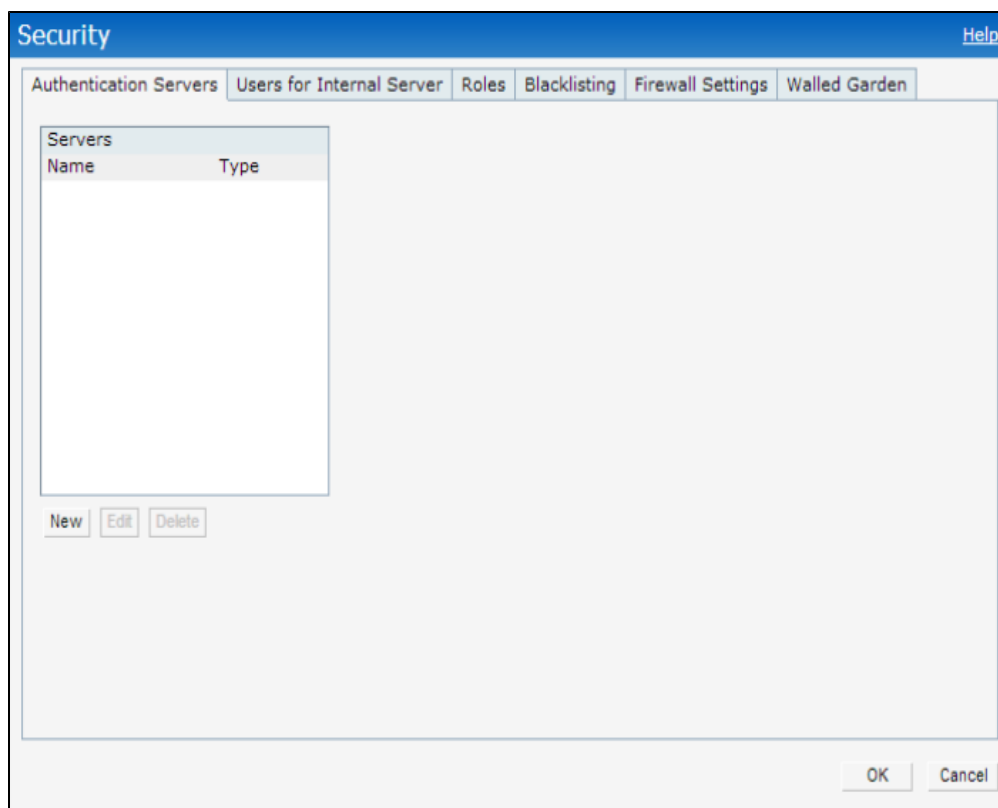 Security Help
Authentication Servers Users for Internal Server Roles Blacklisting Firewall Settings Walled Garden
Servers
Name Type
New Edit Delete
OK Cancel